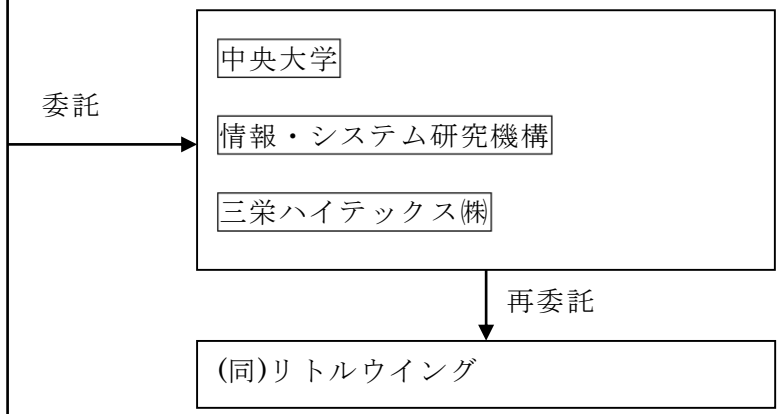 中央大学
委託
情報・システム研究機構
三栄ハイテックス㈱
再委託
(同)リトルウイング